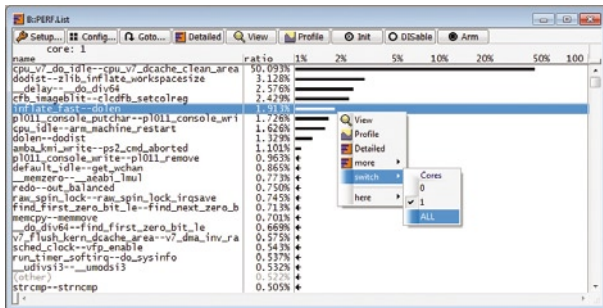 B::PERF.List
Setup... Config... Goto... Detailed View Profile Init DISable Arm
core: 1
name ratio 1% 2% 5% 10% 20% 50% 100
cpu_v7_do_idle--cpu_v7_dcache_clean_area 50.093%
dodist--zlib_inflate_workspacesize 3.128%
__delay--__do_div64 2.576%
cfb_imageblit--clcdfb_setcolreg 2.429%
inflate_fast--dolen 1.913%
pl011_console_putchar--pl011_console_wri 1.726%
cpu_idle--arm_machine_restart 1.626%
dolen--dodist 1.329%
amba_kmi_write--ps2_cmd_aborted 1.101%
pl011_console_write--pl011_remove 0.963%
default_idle--get_wchan 0.865%
__memzero--__aeabi_lmul 0.773%
redo--out_balanced 0.750%
raw_spin_lock--raw_spin_lock_irqsave 0.745%
find_first_zero_bit_le--find_next_zero_b 0.713%
memcpy--memmove 0.701%
__do_div64--find_first_zero_bit_le 0.669%
v7_flush_kern_dcache_area--v7_dma_inv_ra 0.575%
sched_clock--vfp_enable 0.543%
run_timer_softirq--do_sysinfo 0.537%
__udivsi3--__umodsi3 0.532%
(other) 0.522%
strcmp--strncmp 0.505%
View
Profile
Detailed
more
switch
here
Cores
0
1
ALL